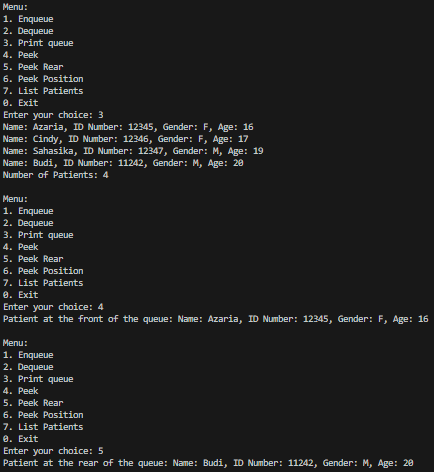 Menu:
1. Enqueue
2. Dequeue
3. Print queue
4. Peek
5. Peek Rear
6. Peek Position
7. List Patients
0. Exit
Enter your choice: 3
Name: Azaria, ID Number: 12345, Gender: F, Age: 16
Name: Cindy, ID Number: 12346, Gender: F, Age: 17
Name: Sahasika, ID Number: 12347, Gender: M, Age: 19
Name: Budi, ID Number: 11242, Gender: M, Age: 20
Number of Patients: 4
Menu:
1. Enqueue
2. Dequeue
3. Print queue
4. Peek
5. Peek Rear
6. Peek Position
7. List Patients
0. Exit
Enter your choice: 4
Patient at the front of the queue: Name: Azaria, ID Number: 12345, Gender: F, Age: 16
Menu:
1. Enqueue
2. Dequeue
3. Print queue
4. Peek
5. Peek Rear
6. Peek Position
7. List Patients
0. Exit
Enter your choice: 5
Patient at the rear of the queue: Name: Budi, ID Number: 11242, Gender: M, Age: 20